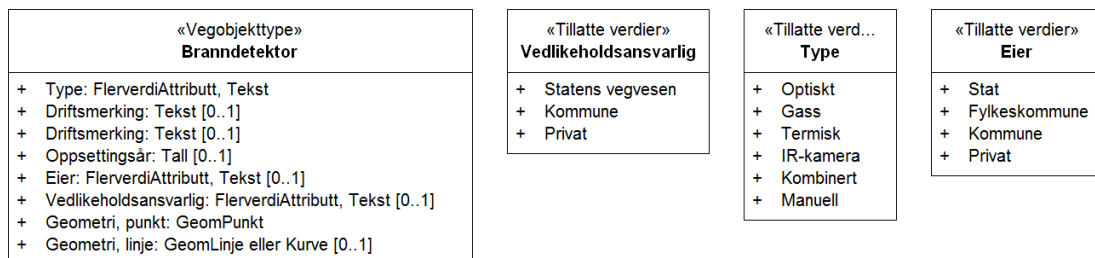 «Vegobjekttype»
Branndetektor
+ Type: FlerverdiAttributt, Tekst
+ Driftsmerking: Tekst [0..1]
+ Driftsmerking: Tekst [0..1]
+ Oppsettingsår: Tall [0..1]
+ Eier: FlerverdiAttributt, Tekst [0..1]
+ Vedlikeholdsansvarlig: FlerverdiAttributt, Tekst [0..1]
+ Geometri, punkt: GeomPunkt
+ Geometri, linje: GeomLinje eller Kurve [0..1]
«Tillatte verdier»
Vedlikeholdsansvarlig
+ Statens vegvesen
+ Kommune
+ Privat
«Tillatte verd...
Type
+ Optiskt
+ Gass
+ Termisk
+ IR-kamera
+ Kombinert
+ Manuell
«Tillatte verdier»
Eier
+ Stat
+ Fylkeskommune
+ Kommune
+ Privat